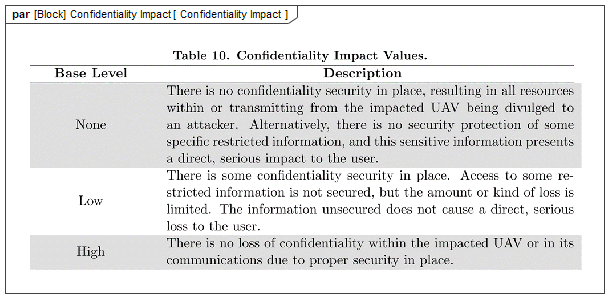 par [Block] Confidentiality Impact [ Confidentiality Impact ]
Table 10. Confidentiality Impact Values.
Base Level Description
There is no confidentiality security in place, resulting in all resources
within or transmitting from the impacted UAV being divulged to
None an attacker. Alternatively, there is no security protection of some
specific restricted information, and this sensitive information presents
a direct, serious impact to the user.
There is some confidentiality security in place. Access to some re-
Low stricted information is not secured, but the amount or kind of loss is
limited. The information unsecured does not cause a direct, serious
loss to the user.
High There is no loss of confidentiality within the impacted UAV or in its
communications due to proper security in place.